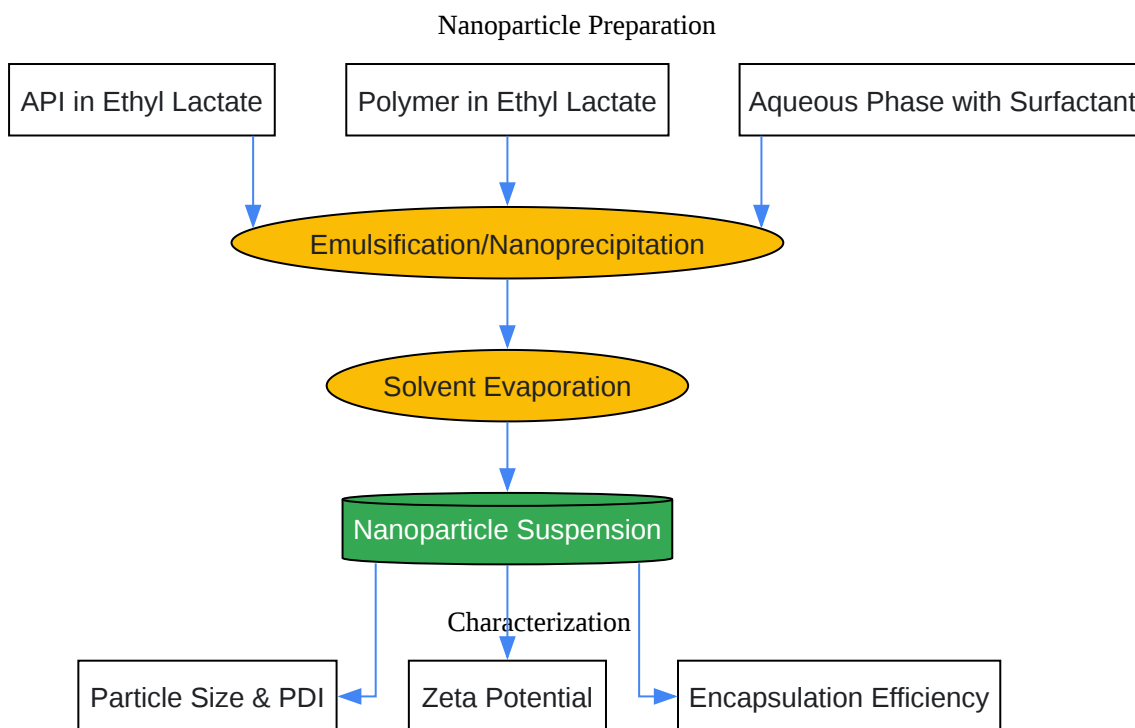 Nanoparticle Preparation
API in Ethyl Lactate
Polymer in Ethyl Lactate
Aqueous Phase with Surfactant
Emulsification/Nanoprecipitation
Solvent Evaporation
Nanoparticle Suspension
Characterization
Particle Size & PDI
Zeta Potential
Encapsulation Efficiency